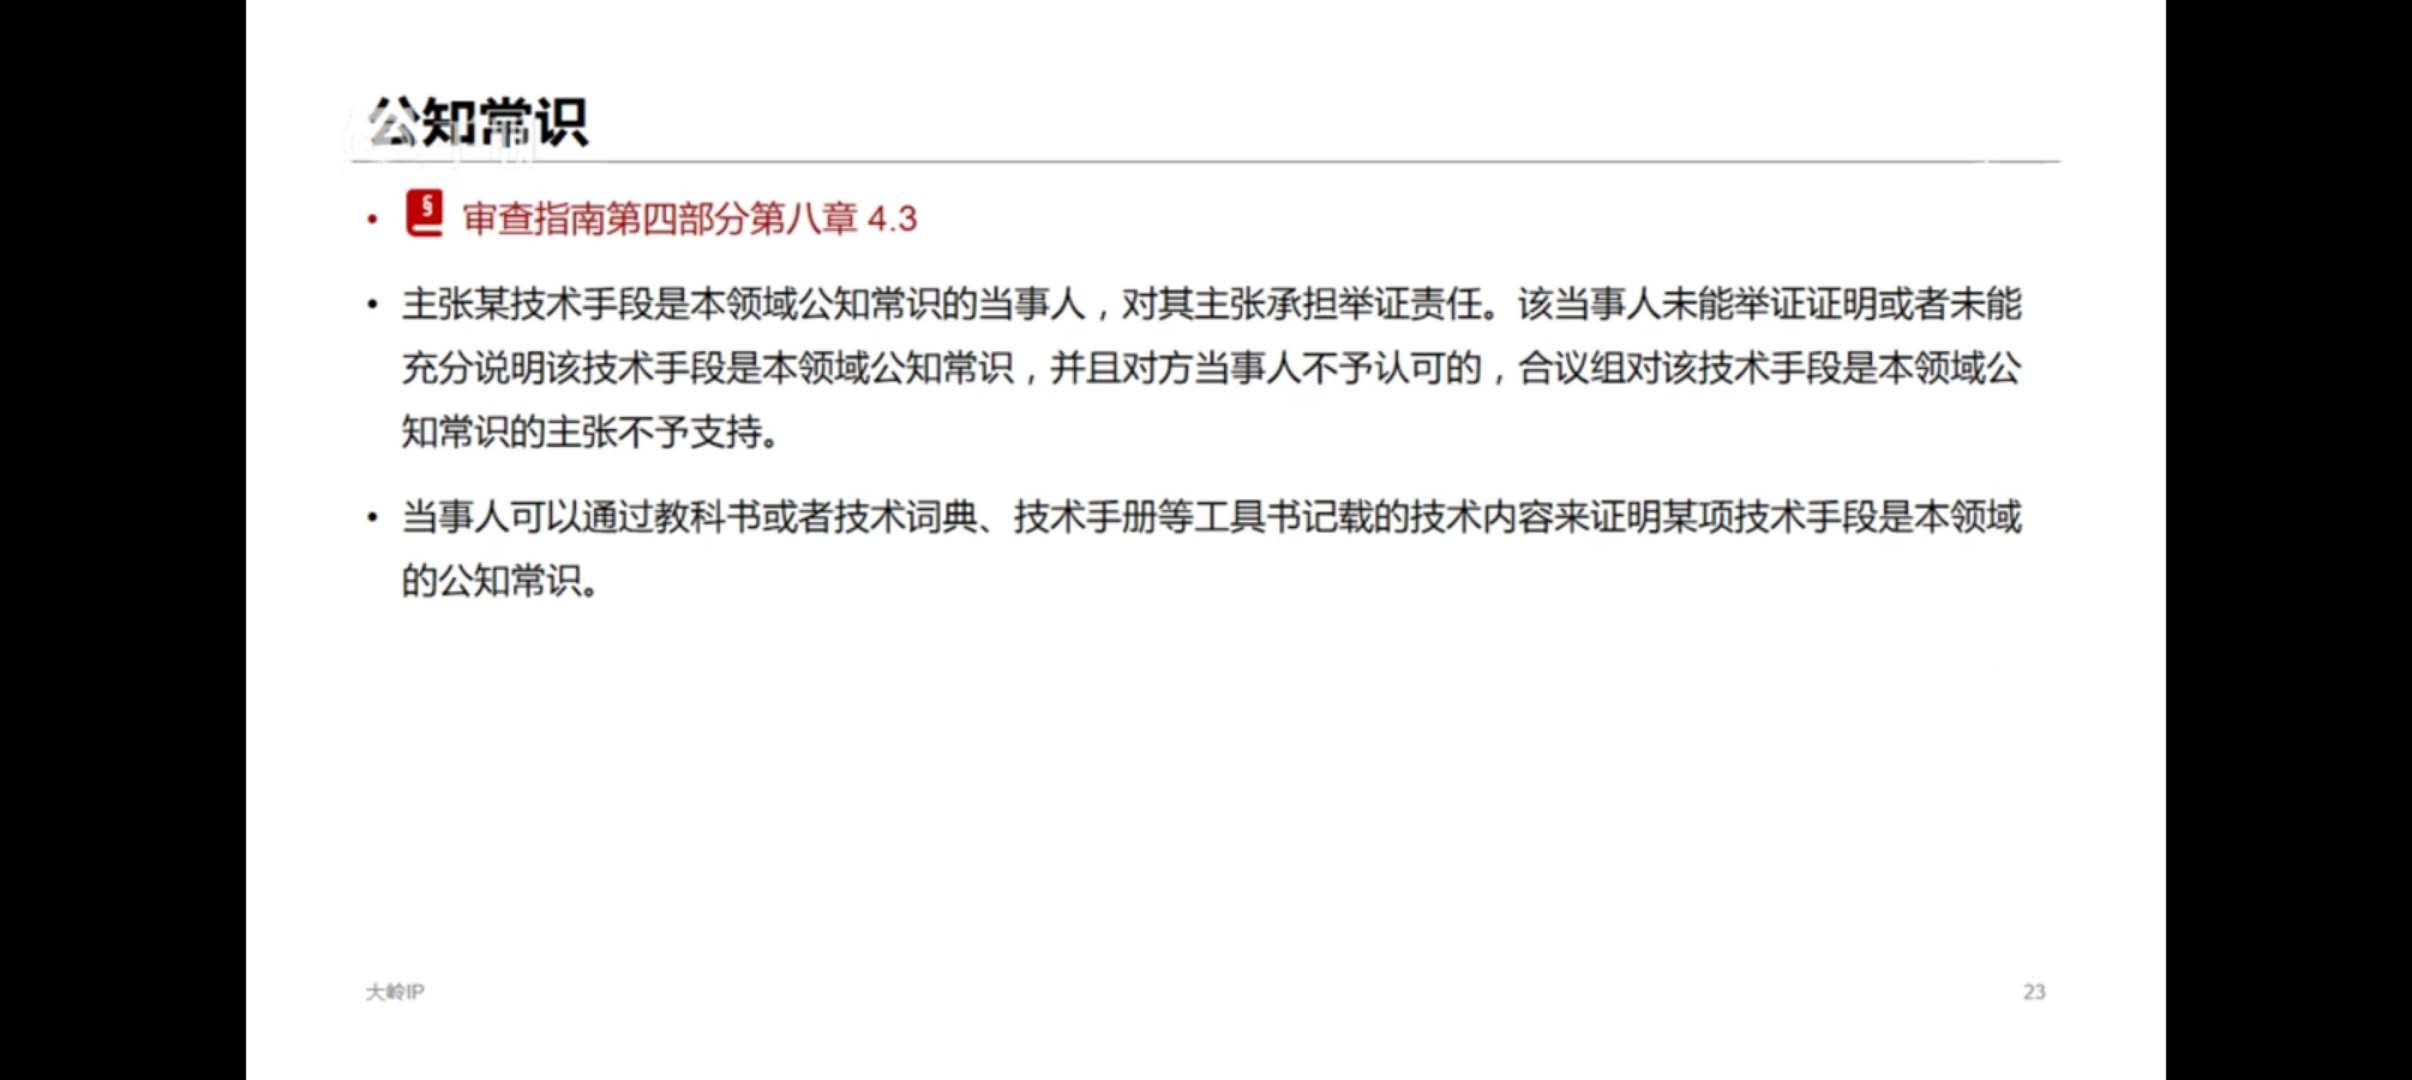 公知常识
• § 审查指南第四部分第八章 4.3
• 主张某技术手段是本领域公知常识的当事人，对其主张承担举证责任。该当事人未能举证证明或者未能
充分说明该技术手段是本领域公知常识，并且对方当事人不予认可的，合议组对该技术手段是本领域公
知常识的主张不予支持。
• 当事人可以通过教科书或者技术词典、技术手册等工具书记载的技术内容来证明某项技术手段是本领域
的公知常识。
大岭IP
23